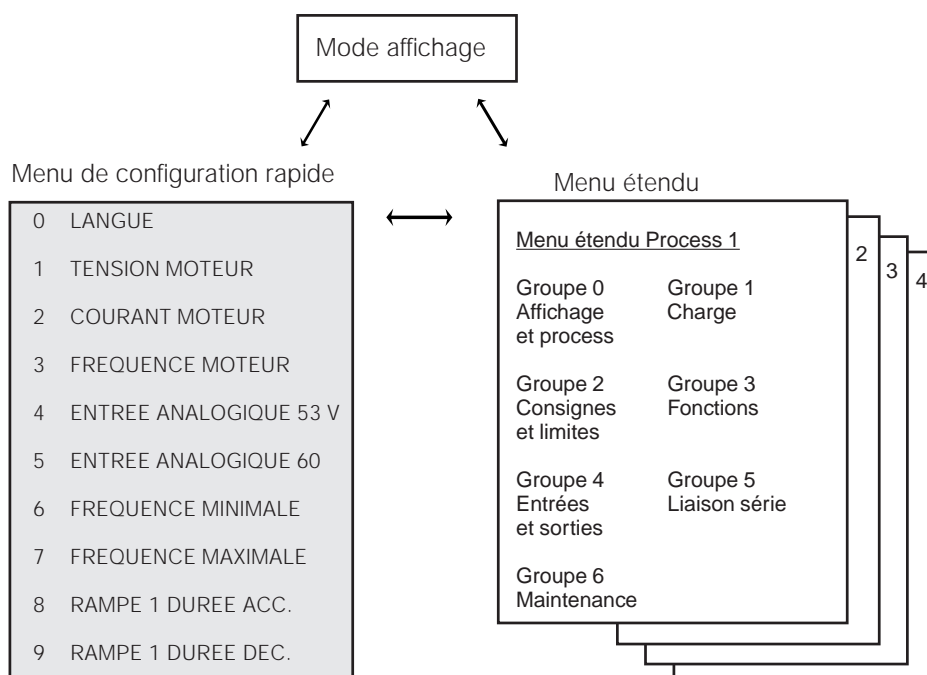 Mode affichage
Menu de configuration rapide
0 LANGUE
1 TENSION MOTEUR
2 COURANT MOTEUR
3 FREQUENCE MOTEUR
4 ENTREE ANALOGIQUE 53 V
5 ENTREE ANALOGIQUE 60
6 FREQUENCE MINIMALE
7 FREQUENCE MAXIMALE
8 RAMPE 1 DUREE ACC.
9 RAMPE 1 DUREE DEC.
Menu étendu
Menu étendu Process 1
Groupe 0
Affichage
et process
Groupe 1
Charge
Groupe 2
Consignes
et limites
Groupe 3
Fonctions
Groupe 4
Entrées
et sorties
Groupe 5
Liaison série
Groupe 6
Maintenance
2
3
4